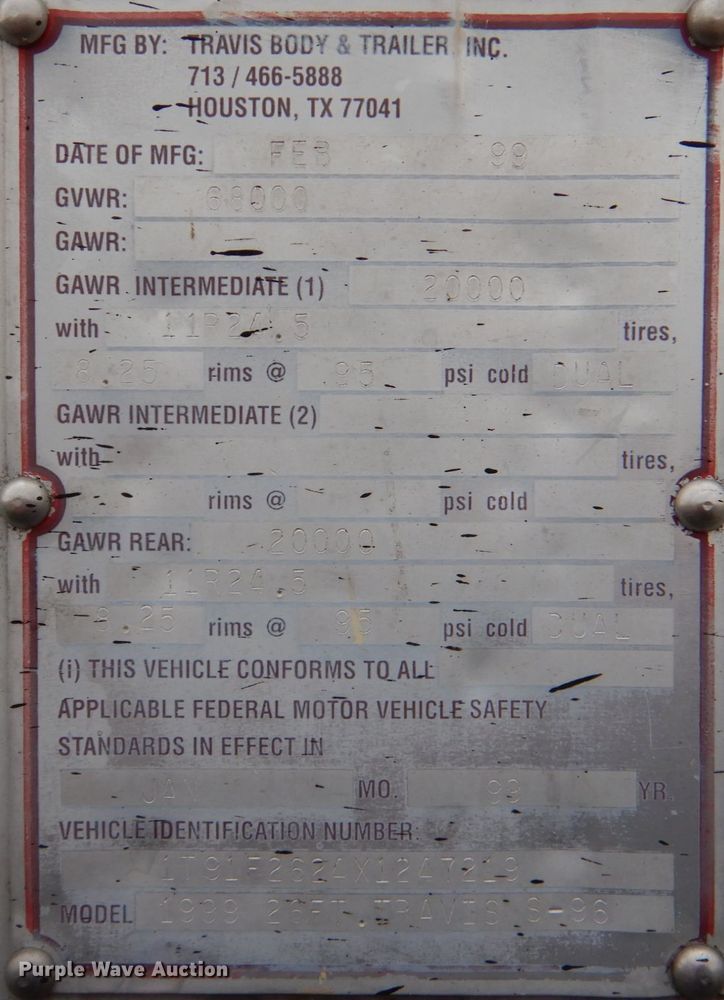 MFG BY: TRAVIS BODY & TRAILER, INC.
713 / 466-5888
HOUSTON, TX 77041
DATE OF MFG: FEB 99
GVWR: 68000
GAWR:
GAWR INTERMEDIATE (1) 20000
with 11R24.5 tires,
8.25 rims @ 95 psi cold DUAL
GAWR INTERMEDIATE (2)
with tires,
rims @ psi cold
GAWR REAR: 20000
with 11R24.5 tires,
8.25 rims @ 95 psi cold DUAL
(i) THIS VEHICLE CONFORMS TO ALL
APPLICABLE FEDERAL MOTOR VEHICLE SAFETY
STANDARDS IN EFFECT IN
JAN MO. 99 YR.
VEHICLE IDENTIFICATION NUMBER:
MODEL 1999 26FT TRAVIS S-96
Purple Wave Auction